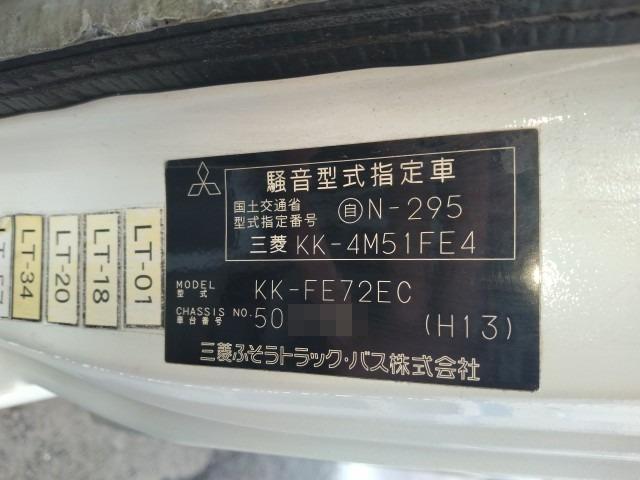 騒音型式指定車
国土交通省
型式指定番号 自N-295
三菱 KK-4M51FE4
MODEL
型式 KK-FE72EC
CHASSIS NO.
車台番号 50 (H13)
三菱ふそうトラック・バス株式会社
LT-34
LT-20
LT-18
LT-01